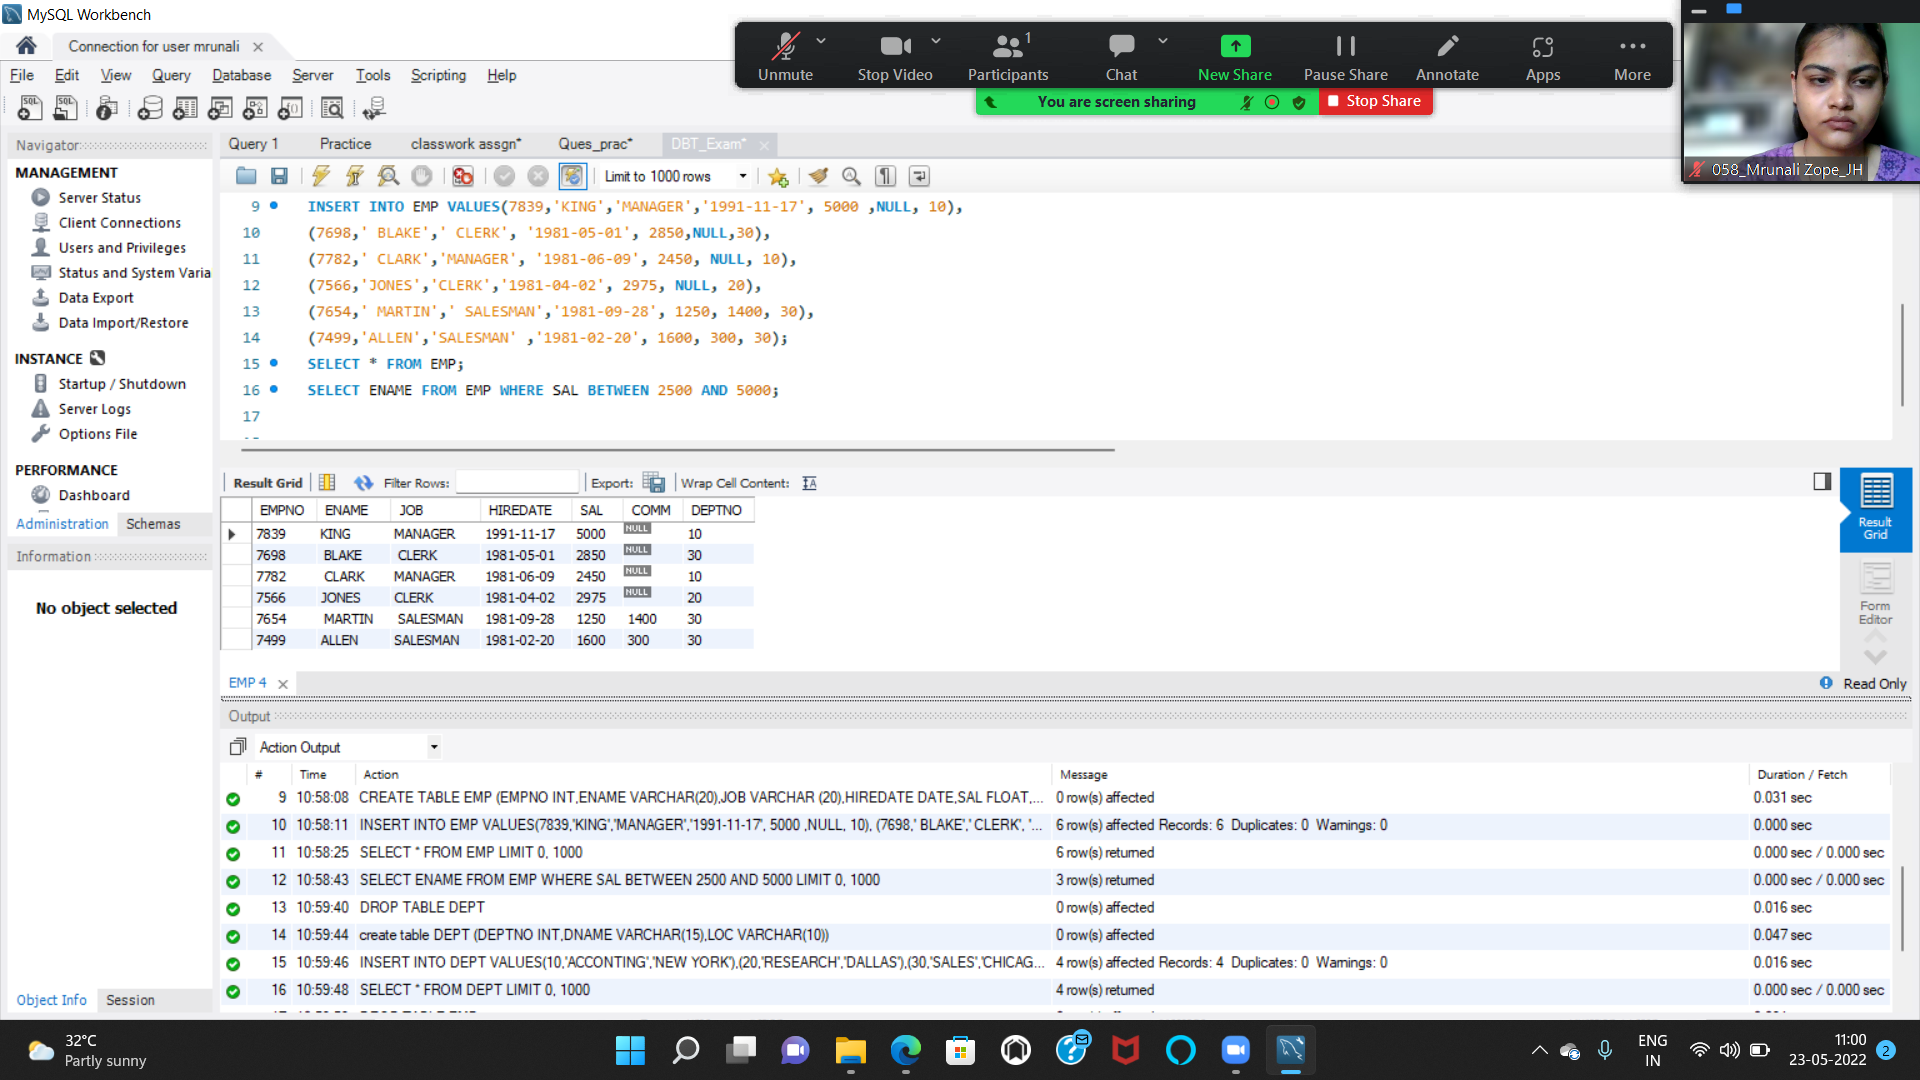 MySQL Workbench
Connection for user mrunali
File Edit View Query Database Server Tools Scripting Help
Unmute Stop Video Participants 1 Chat New Share Pause Share Annotate Apps More
You are screen sharing Stop Share
058_Mrunali Zope_JH
Navigator
MANAGEMENT
Server Status
Client Connections
Users and Privileges
Status and System Varia
Data Export
Data Import/Restore
INSTANCE
Startup / Shutdown
Server Logs
Options File
PERFORMANCE
Dashboard
Administration Schemas
Information
No object selected
Object Info Session
Query 1 Practice classwork assgn* Ques_prac* DBT_Exam*
Limit to 1000 rows
9 INSERT INTO EMP VALUES(7839,'KING','MANAGER','1991-11-17', 5000 ,NULL, 10),
10 (7698,' BLAKE',' CLERK', '1981-05-01', 2850,NULL,30),
11 (7782,' CLARK','MANAGER', '1981-06-09', 2450, NULL, 10),
12 (7566,'JONES','CLERK','1981-04-02', 2975, NULL, 20),
13 (7654,' MARTIN',' SALESMAN','1981-09-28', 1250, 1400, 30),
14 (7499,'ALLEN','SALESMAN' ,'1981-02-20', 1600, 300, 30);
15 SELECT * FROM EMP;
16 SELECT ENAME FROM EMP WHERE SAL BETWEEN 2500 AND 5000;
17
Result Grid Filter Rows: Export: Wrap Cell Content:
EMPNO ENAME JOB HIREDATE SAL COMM DEPTNO
7839 KING MANAGER 1991-11-17 5000 NULL 10
7698 BLAKE CLERK 1981-05-01 2850 NULL 30
7782 CLARK MANAGER 1981-06-09 2450 NULL 10
7566 JONES CLERK 1981-04-02 2975 NULL 20
7654 MARTIN SALESMAN 1981-09-28 1250 1400 30
7499 ALLEN SALESMAN 1981-02-20 1600 300 30
Result
Grid
Form
Editor
EMP 4
Read Only
Output
Action Output
# Time Action Message Duration / Fetch
9 10:58:08 CREATE TABLE EMP (EMPNO INT,ENAME VARCHAR(20),JOB VARCHAR (20),HIREDATE DATE,SAL FLOAT,... 0 row(s) affected 0.031 sec
10 10:58:11 INSERT INTO EMP VALUES(7839,'KING','MANAGER','1991-11-17', 5000 ,NULL, 10), (7698,' BLAKE',' CLERK', '... 6 row(s) affected Records: 6 Duplicates: 0 Warnings: 0 0.000 sec
11 10:58:25 SELECT * FROM EMP LIMIT 0, 1000 6 row(s) returned 0.000 sec / 0.000 sec
12 10:58:43 SELECT ENAME FROM EMP WHERE SAL BETWEEN 2500 AND 5000 LIMIT 0, 1000 3 row(s) returned 0.000 sec / 0.000 sec
13 10:59:40 DROP TABLE DEPT 0 row(s) affected 0.016 sec
14 10:59:44 create table DEPT (DEPTNO INT,DNAME VARCHAR(15),LOC VARCHAR(10)) 0 row(s) affected 0.047 sec
15 10:59:46 INSERT INTO DEPT VALUES(10,'ACCONTING','NEW YORK'),(20,'RESEARCH','DALLAS'),(30,'SALES','CHICAG... 4 row(s) affected Records: 4 Duplicates: 0 Warnings: 0 0.016 sec
16 10:59:48 SELECT * FROM DEPT LIMIT 0, 1000 4 row(s) returned 0.000 sec / 0.000 sec
32°C
Partly sunny
ENG
IN
11:00
23-05-2022
2